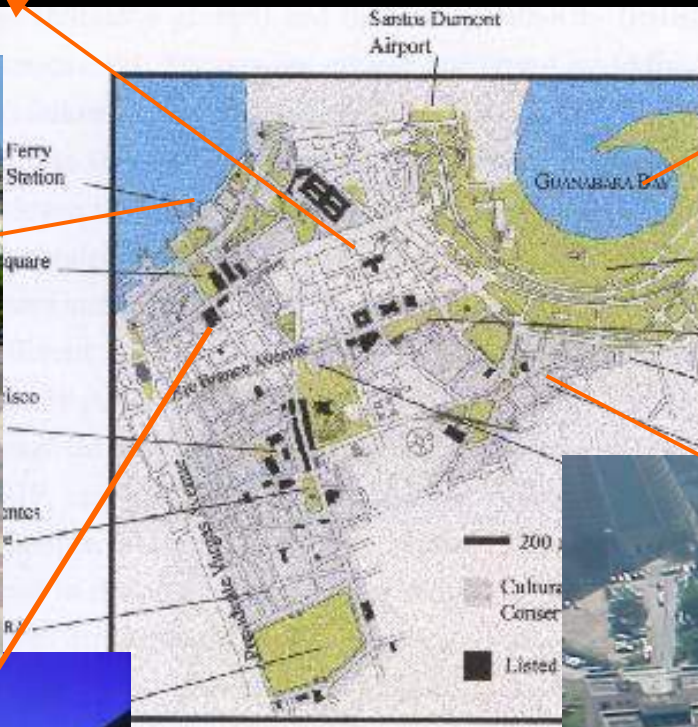 Santos Dumont
Airport
Ferry
Station
GUANABARA BAY
quare
Rio Branco Avenue
isco
entes
e
Presidente Vargas Avenue
200
Cultura
Conser
Listed